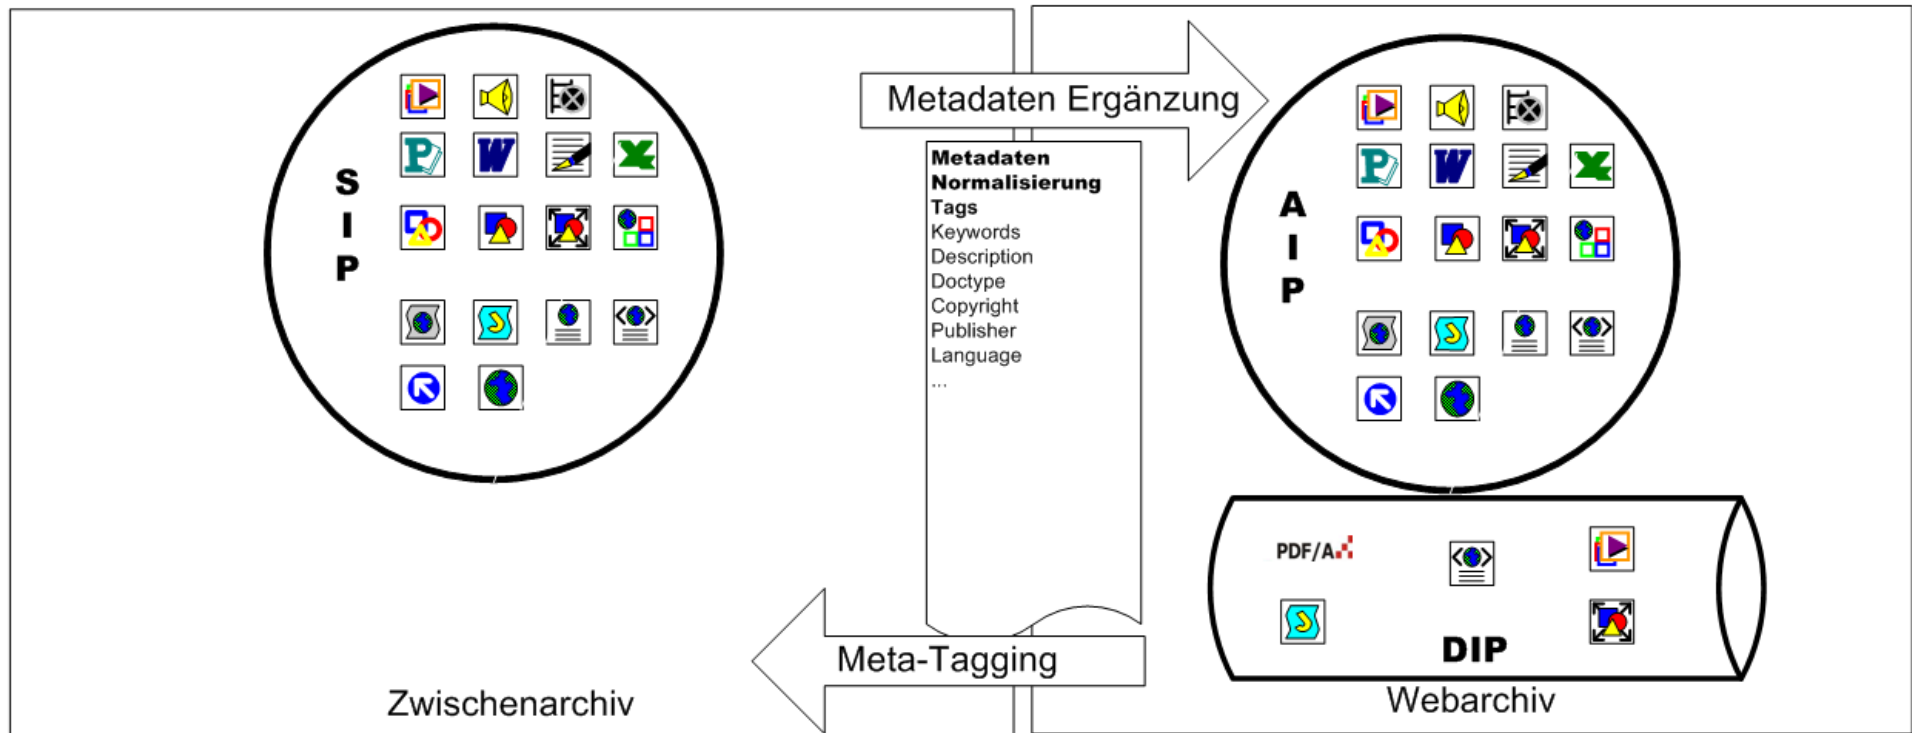 S
I
P
Zwischenarchiv
Metadaten Ergänzung
Metadaten
Normalisierung
Tags
Keywords
Description
Doctype
Copyright
Publisher
Language
...
Meta-Tagging
A
I
P
PDF/A
DIP
Webarchiv